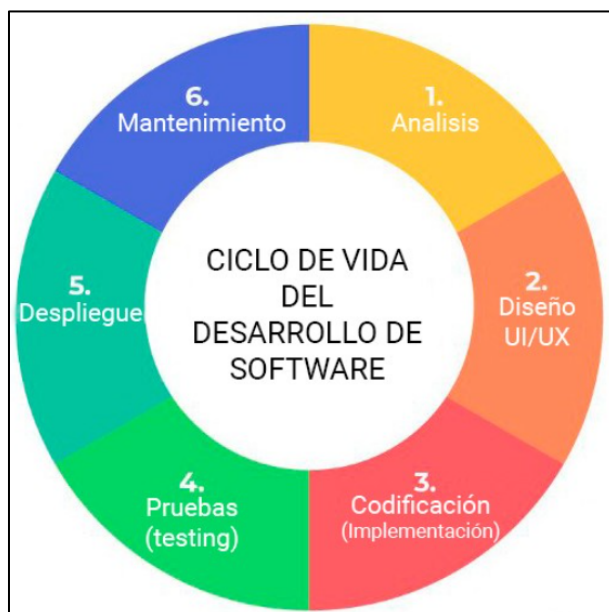 CICLO DE VIDA
DEL
DESARROLLO DE
SOFTWARE
1.
Analisis
2.
Diseño
UI/UX
3.
Codificación
(Implementación)
4.
Pruebas
(testing)
5.
Despliegue
6.
Mantenimiento